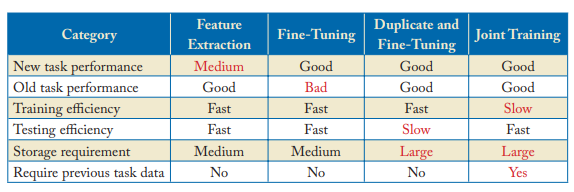 Category Feature Extraction Fine-Tuning Duplicate and Fine-Tuning Joint Training
New task performance Medium Good Good Good
Old task performance Good Bad Good Good
Training efficiency Fast Fast Fast Slow
Testing efficiency Fast Fast Slow Fast
Storage requirement Medium Medium Large Large
Require previous task data No No No Yes